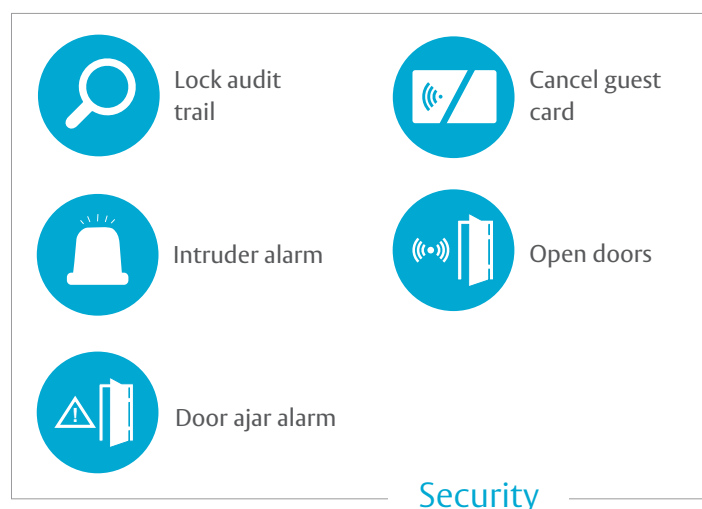 Lock audit
trail
Cancel guest
card
Intruder alarm
Open doors
Door ajar alarm
Security